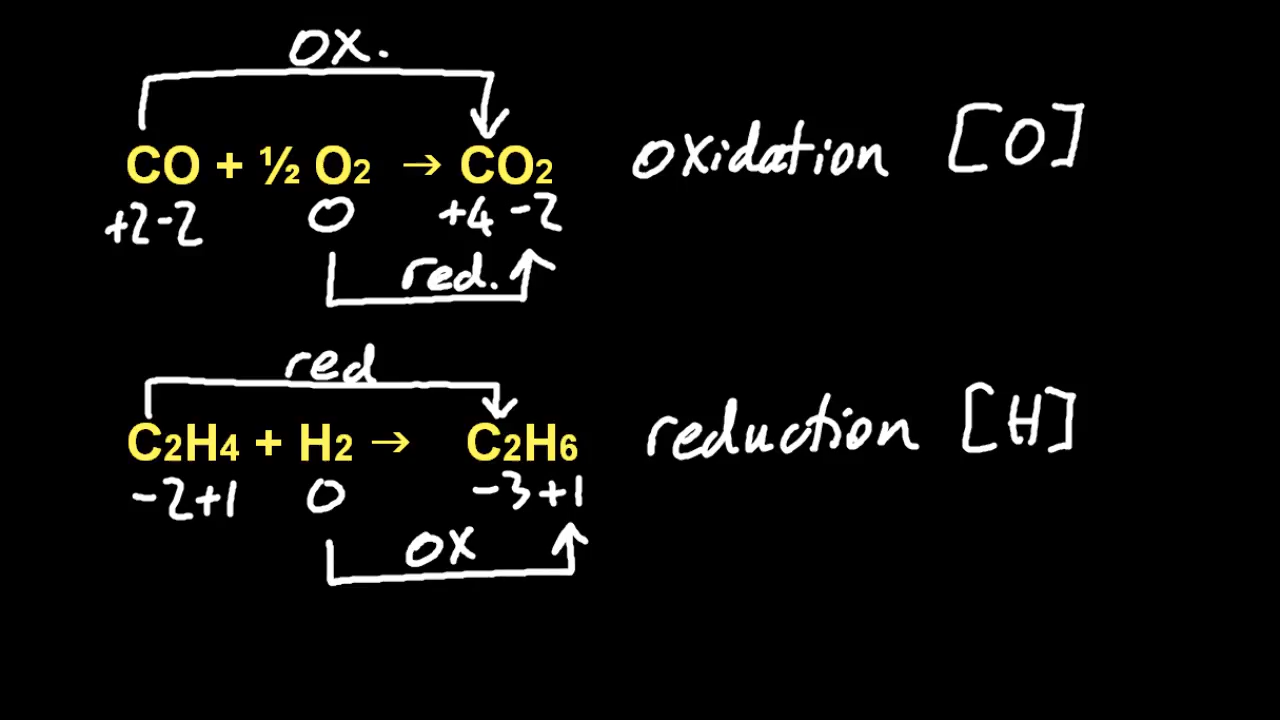 ox.
CO + ½ O2 → CO2 oxidation [O]
+2-2 0 +4 -2
red.
red
C2H4 + H2 → C2H6 reduction [H]
-2+1 0 -3+1
ox